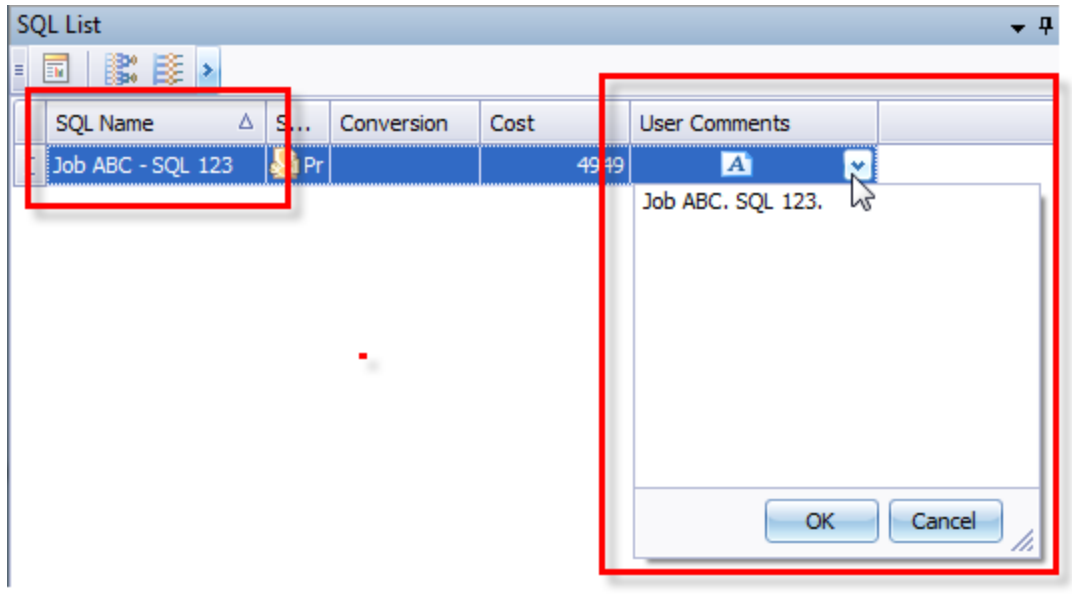 SQL List
SQL Name S... Conversion Cost User Comments
Job ABC - SQL 123 Pr 4949 A
Job ABC. SQL 123.
OK Cancel